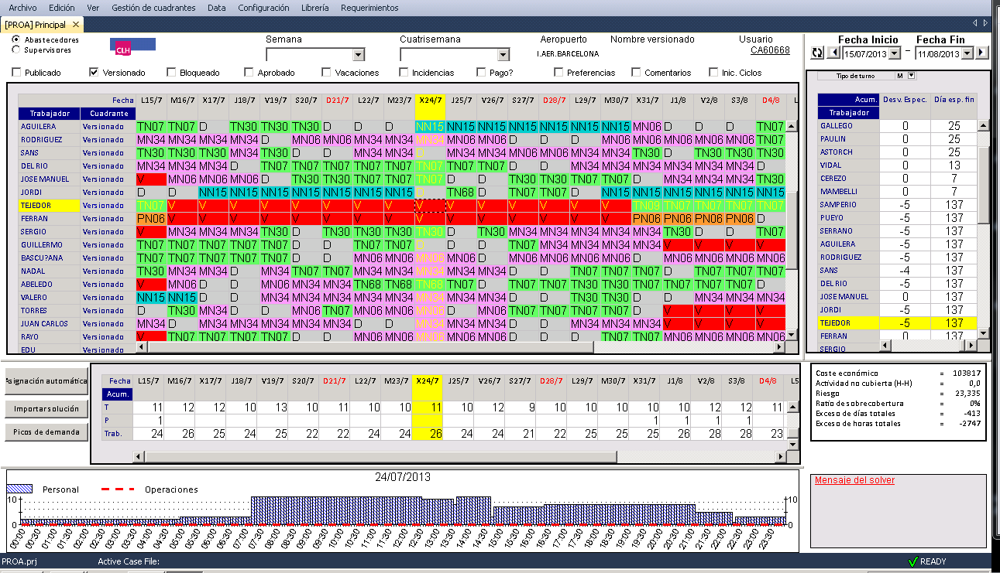 Archivo Edición Ver Gestión de cuadrantes Data Configuración Librería Requerimientos
[PROA] Principal
Abastecedores
Supervisores
CLH
Semana Cuatrisemana Aeropuerto Nombre versionado Usuario
I.AER.BARCELONA CA60668
Fecha Inicio Fecha Fin
15/07/2013 – 11/08/2013
Publicado Versionado Bloqueado Aprobado Vacaciones Incidencias Pago? Preferencias Comentarios Inic. Ciclos
Fecha L15/7 M16/7 X17/7 J18/7 V19/7 S20/7 D21/7 L22/7 M23/7 X24/7 J25/7 V26/7 S27/7 D28/7 L29/7 M30/7 X31/7 J1/8 V2/8 S3/8 D4/8 L
Trabajador Cuadrante
AGUILERA Versionado TN07 TN07 D TN30 TN30 TN30 D D D NN15 NN15 NN15 NN15 NN15 NN15 NN15 MN06 D D D TN07
RODRIGUEZ Versionado MN34 MN34 MN34 MN34 D MN06 MN06 MN34 MN34 MN34 MN06 MN06 D D D MN34 MN34 MN06 MN06 MN06 TN07
SANS Versionado TN30 TN30 TN30 MN34 TN30 D D MN34 MN34 D MN34 MN34 MN34 MN34 TN30 TN30 D D TN30 TN30 TN30
DEL RIO Versionado MN34 MN34 MN34 D TN07 TN07 TN07 TN07 TN07 TN07 TN07 TN07 D D MN34 MN34 MN34 MN34 MN34 MN34 D
JOSE MANUEL Versionado V MN06 MN06 MN06 D TN30 TN30 TN07 TN07 TN07 D D TN30 TN30 TN07 TN07 D MN34 MN34 MN34 TN30
JORDI Versionado D D NN15 NN15 NN15 NN15 NN15 NN15 NN15 D TN68 D TN07 TN07 D NN15 NN15 NN15 NN15 NN15 NN15
TEJEDOR Versionado TN07 V V V V V V V V V V V V V V V TN09 TN07 TN07 TN07 TN07
FERRAN Versionado PN06 V V V V V V V V V V V V V V V PN06 PN06 PN06 PN06 D
SERGIO Versionado V MN34 MN34 MN34 TN30 D TN30 TN30 TN30 TN30 D TN30 MN34 MN34 MN34 MN34 MN34 TN30 D D TN07
GUILLERMO Versionado TN07 TN07 TN07 TN07 TN07 D D TN07 TN07 D D D TN07 MN06 MN34 MN34 MN34 V V V V
BASCU?ANA Versionado TN07 TN07 TN07 TN07 TN07 D D MN06 MN06 MN06 MN06 D D MN06 MN06 MN06 D MN06 MN06 MN06 MN06
NADAL Versionado TN30 MN34 MN34 D MN34 TN07 TN07 D D MN34 MN34 MN34 D D TN07 TN07 TN07 D TN07 TN07 TN07
ABELEDO Versionado V MN06 D D MN06 MN34 MN34 TN68 TN68 TN68 TN07 D TN07 TN07 TN07 TN07 TN07 TN07 TN07 D D
VALERO Versionado NN15 NN15 D D MN34 MN34 MN34 MN34 MN34 MN34 D D D D TN30 TN30 D D MN34 MN34 MN34
TORRES Versionado D TN30 MN34 D D MN06 TN07 MN06 MN06 MN06 MN06 D TN07 TN07 TN07 TN07 D V V V V
JUAN CARLOS Versionado MN34 D D MN34 MN34 MN34 MN34 D D MN34 MN34 MN34 D D MN34 MN34 MN34 V V V V
RAYO Versionado V TN07 TN07 TN07 TN07 D D MN06 MN06 MN06 MN06 MN06 D D D TN07 TN07 MN06 MN06 MN06 MN06
EDU Versionado
Tipo de turno M
Acum. Desv. Espec. Día esp. fin
Trabajador
GALLEGO 0 25
PAULIN 0 25
ASTORCH 0 25
VIDAL 0 13
CEREZO 0 7
MAMBELLI 0 7
SAMPERIO -5 137
PUEYO -5 137
SERRANO -5 137
AGUILERA -5 137
RODRIGUEZ -5 137
SANS -4 137
DEL RIO -5 137
JOSE MANUEL 0 137
JORDI -5 137
TEJEDOR -5 137
FERRAN 0 137
SERGIO
Asignación automática
Importar solución
Picos de demanda
Fecha L15/7 M16/7 X17/7 J18/7 V19/7 S20/7 D21/7 L22/7 M23/7 X24/7 J25/7 V26/7 S27/7 D28/7 L29/7 M30/7 X31/7 J1/8 V2/8 S3/8 D4/8 L5
Acum.
T 11 12 12 10 13 10 11 10 10 11 10 12 9 10 10 10 10 10 12 12 11
P 1 1 1 1 1
Trab. 24 26 25 25 24 22 22 24 24 26 24 24 21 22 25 25 24 26 28 28 23
Coste económico = 103817
Actividad no cubierta (H-H) = 0,0
Riesgo = 23,335
Ratio de sobrecobertura = 0%
Exceso de días totales = -413
Exceso de horas totales = -2747
24/07/2013
Personal Operaciones
10 10
0 0
00:00 00:30 01:00 01:30 02:00 02:30 03:00 03:30 04:00 04:30 05:00 05:30 06:00 06:30 07:00 07:30 08:00 08:30 09:00 09:30 10:00 10:30 11:00 11:30 12:00 12:30 13:00 13:30 14:00 14:30 15:00 15:30 16:00 16:30 17:00 17:30 18:00 18:30 19:00 19:30 20:00 20:30 21:00 21:30 22:00 22:30 23:00 23:30
Mensaje del solver
PROA.prj Active Case File: READY